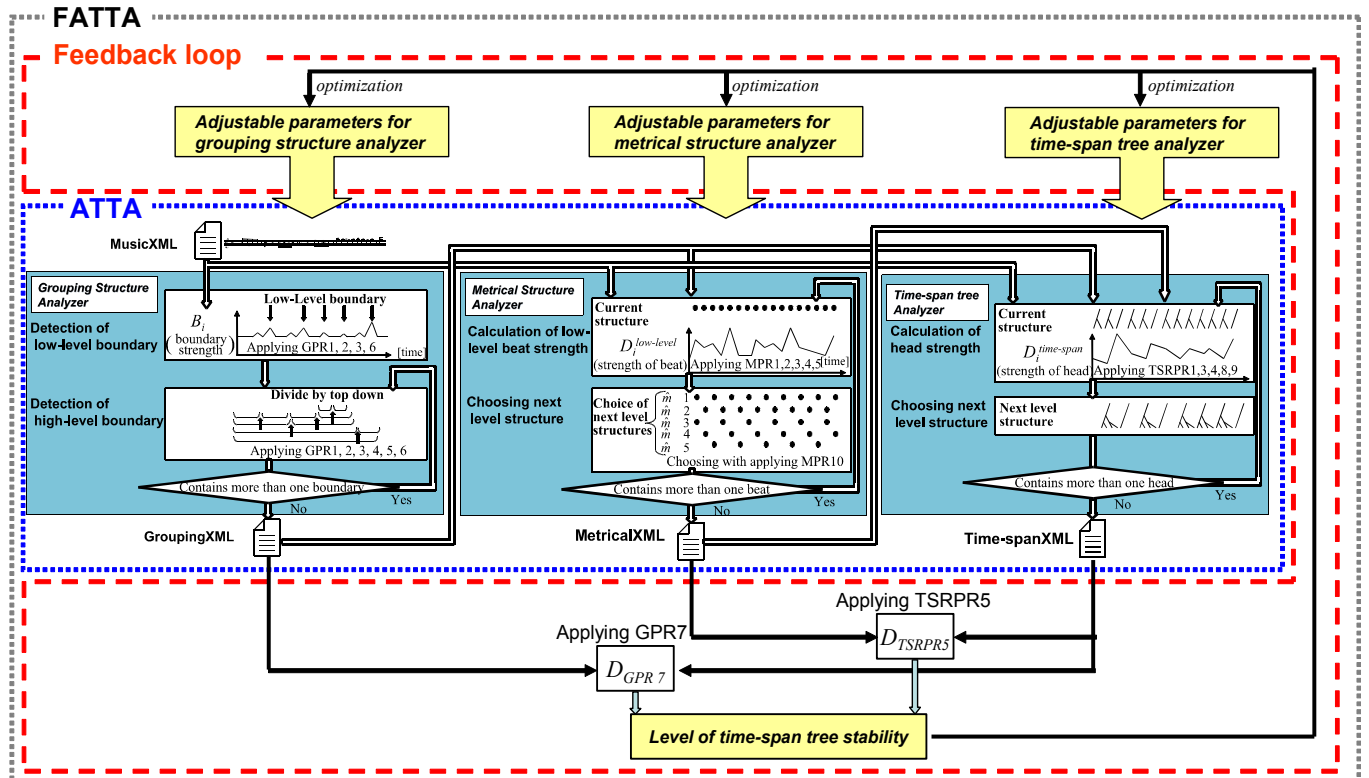 FATTA
Feedback loop
optimization
optimization
optimization
Adjustable parameters for
grouping structure analyzer
Adjustable parameters for
metrical structure analyzer
Adjustable parameters for
time-span tree analyzer
ATTA
MusicXML
Grouping Structure
Analyzer
Detection of
low-level boundary
Low-Level boundary
B_i
( boundary
strength )
Applying GPR1, 2, 3, 6
[time]
Detection of
high-level boundary
Divide by top down
Applying GPR1, 2, 3, 4, 5, 6
Contains more than one boundary
Yes
No
GroupingXML
Metrical Structure
Analyzer
Calculation of low-
level beat strength
Current
structure
D_i^{low-level}
(strength of beat)
Applying MPR1,2,3,4,5
[time]
Choosing next
level structure
Choice of
next level
structures
m̂ 1
m̂ 2
m̂ 3
m̂ 4
m̂ 5
Choosing with applying MPR10
Contains more than one beat
Yes
No
MetricalXML
Time-span tree
Analyzer
Calculation of
head strength
Current
structure
D_i^{time-span}
(strength of head)
Applying TSRPR1,3,4,8,9
Choosing next
level structure
Next level
structure
Contains more than one head
Yes
No
Time-spanXML
Applying TSRPR5
D_{TSRPR5}
Applying GPR7
D_{GPR 7}
Level of time-span tree stability